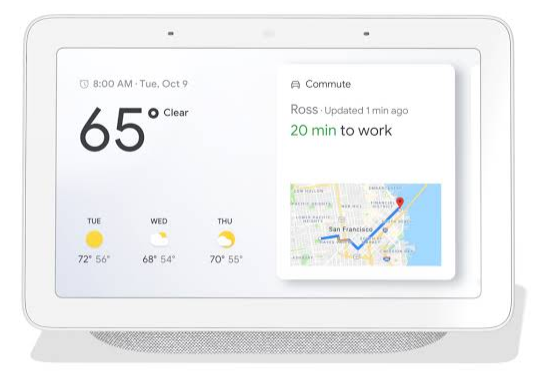 8:00 AM · Tue, Oct 9
65° Clear
TUE
72° 56°
WED
68° 54°
THU
70° 55°
Commute
Ross · Updated 1 min ago
20 min to work
San Francisco